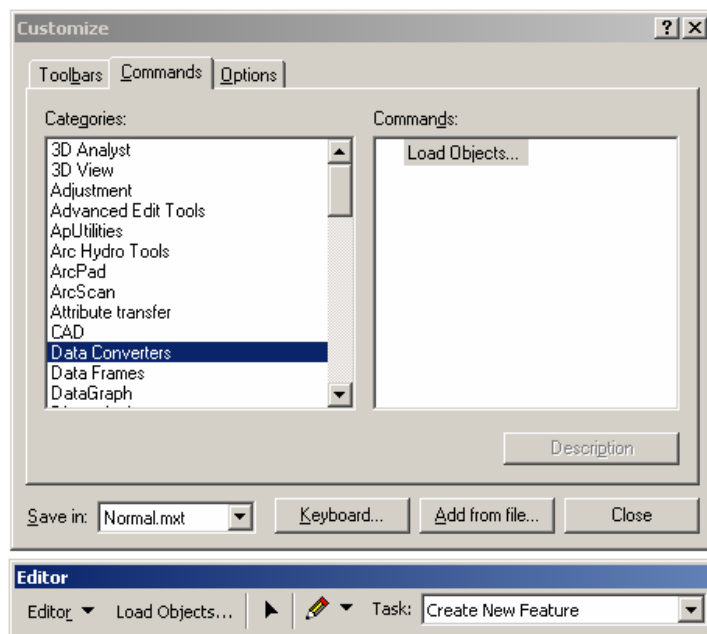 Customize
Toolbars Commands Options
Categories:
3D Analyst
3D View
Adjustment
Advanced Edit Tools
ApUtilities
Arc Hydro Tools
ArcPad
ArcScan
Attribute transfer
CAD
Data Converters
Data Frames
DataGraph
Commands:
Load Objects...
Description
Save in: Normal.mxt Keyboard... Add from file... Close
Editor
Editor Load Objects... Task: Create New Feature